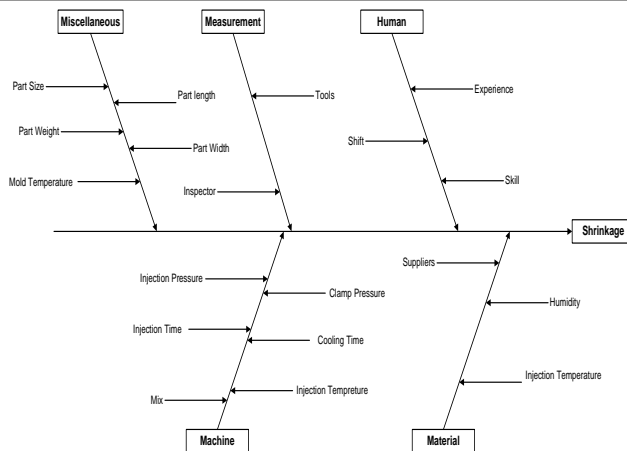 Miscellaneous
Measurement
Human
Part Size
Part length
Part Weight
Part Width
Mold Temperature
Tools
Inspector
Experience
Shift
Skill
Shrinkage
Injection Pressure
Clamp Pressure
Injection Time
Cooling Time
Injection Tempreture
Mix
Suppliers
Humidity
Injection Temperature
Machine
Material